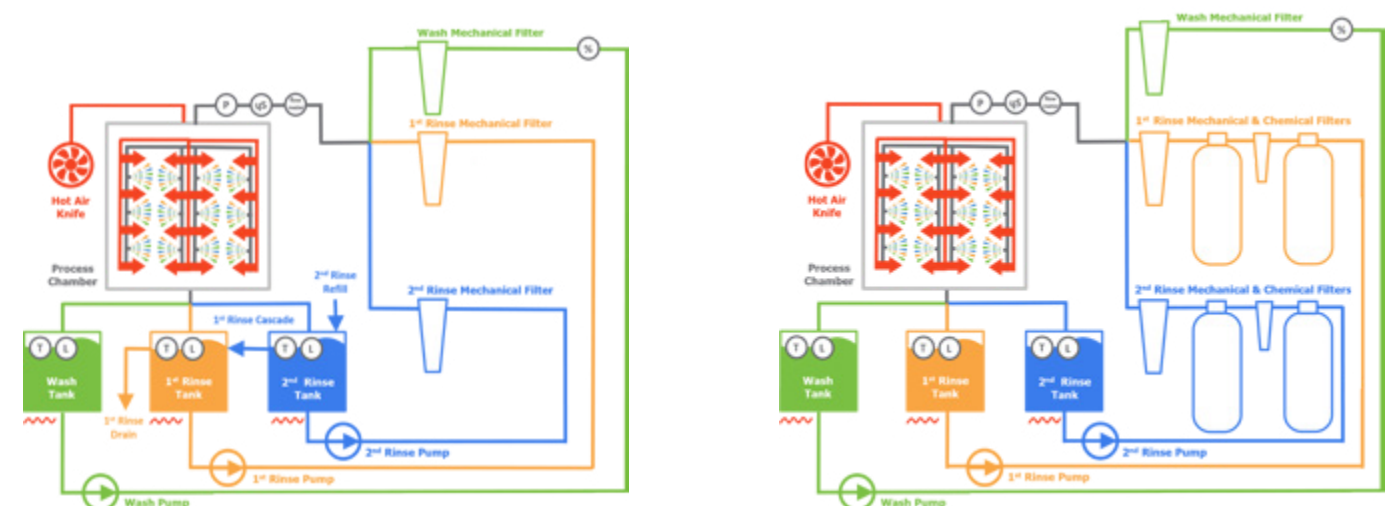 Wash Mechanical Filter
%
P
µS
1st Rinse Mechanical Filter
Hot Air
Knife
Process
Chamber
2nd Rinse
Refill
2nd Rinse Mechanical Filter
1st Rinse Cascade
T L
T L
T L
Wash
Tank
1st Rinse
Tank
2nd Rinse
Tank
1st Rinse
Drain
2nd Rinse Pump
1st Rinse Pump
Wash Pump
Wash Mechanical Filter
%
P
µS
1st Rinse Mechanical & Chemical Filters
Hot Air
Knife
Process
Chamber
2nd Rinse Mechanical & Chemical Filters
T L
T L
T L
Wash
Tank
1st Rinse
Tank
2nd Rinse
Tank
2nd Rinse Pump
1st Rinse Pump
Wash Pump